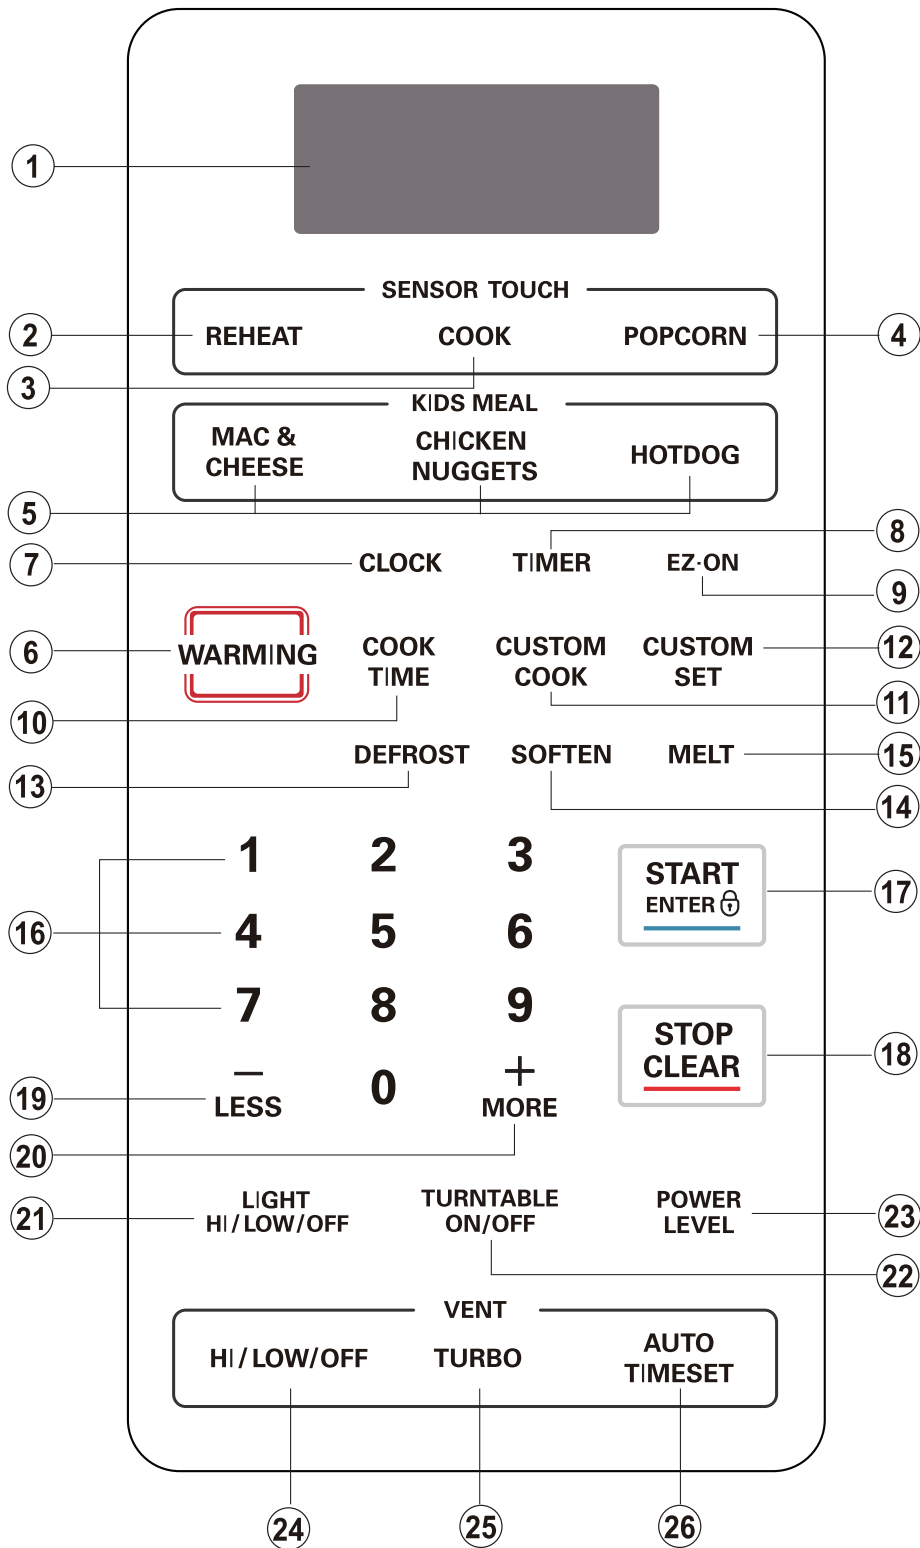 1
SENSOR TOUCH
2 REHEAT COOK POPCORN 4
3
KIDS MEAL
MAC &
CHEESE
CHICKEN
NUGGETS
HOTDOG
5
8
7 CLOCK TIMER EZ-ON
9
6 WARMING
COOK
TIME
CUSTOM
COOK
CUSTOM
SET
12
11
10
DEFROST SOFTEN MELT 15
13
14
1 2 3
START
ENTER
17
16 4 5 6
7 8 9
STOP
CLEAR
18
−
LESS
19
0
+
MORE
20
21
LIGHT
HI/LOW/OFF
TURNTABLE
ON/OFF
POWER
LEVEL
23
22
VENT
HI/LOW/OFF TURBO
AUTO
TIMESET
24 25 26